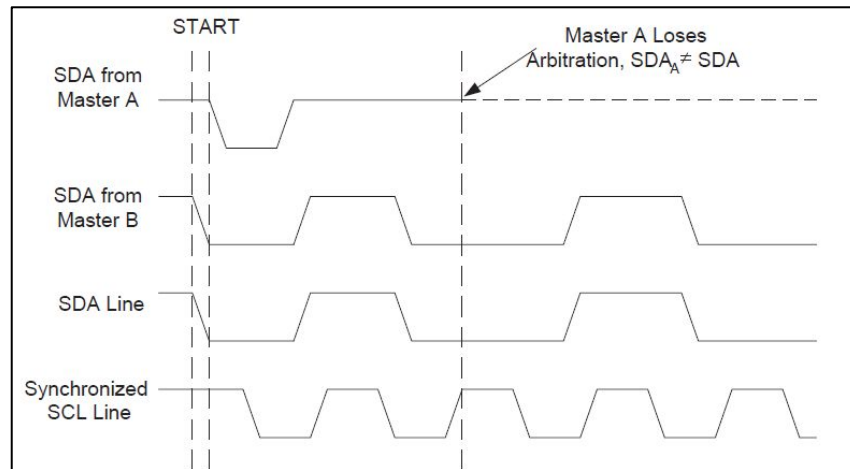 START
Master A Loses
Arbitration, SDA_A ≠ SDA
SDA from
Master A
SDA from
Master B
SDA Line
Synchronized
SCL Line